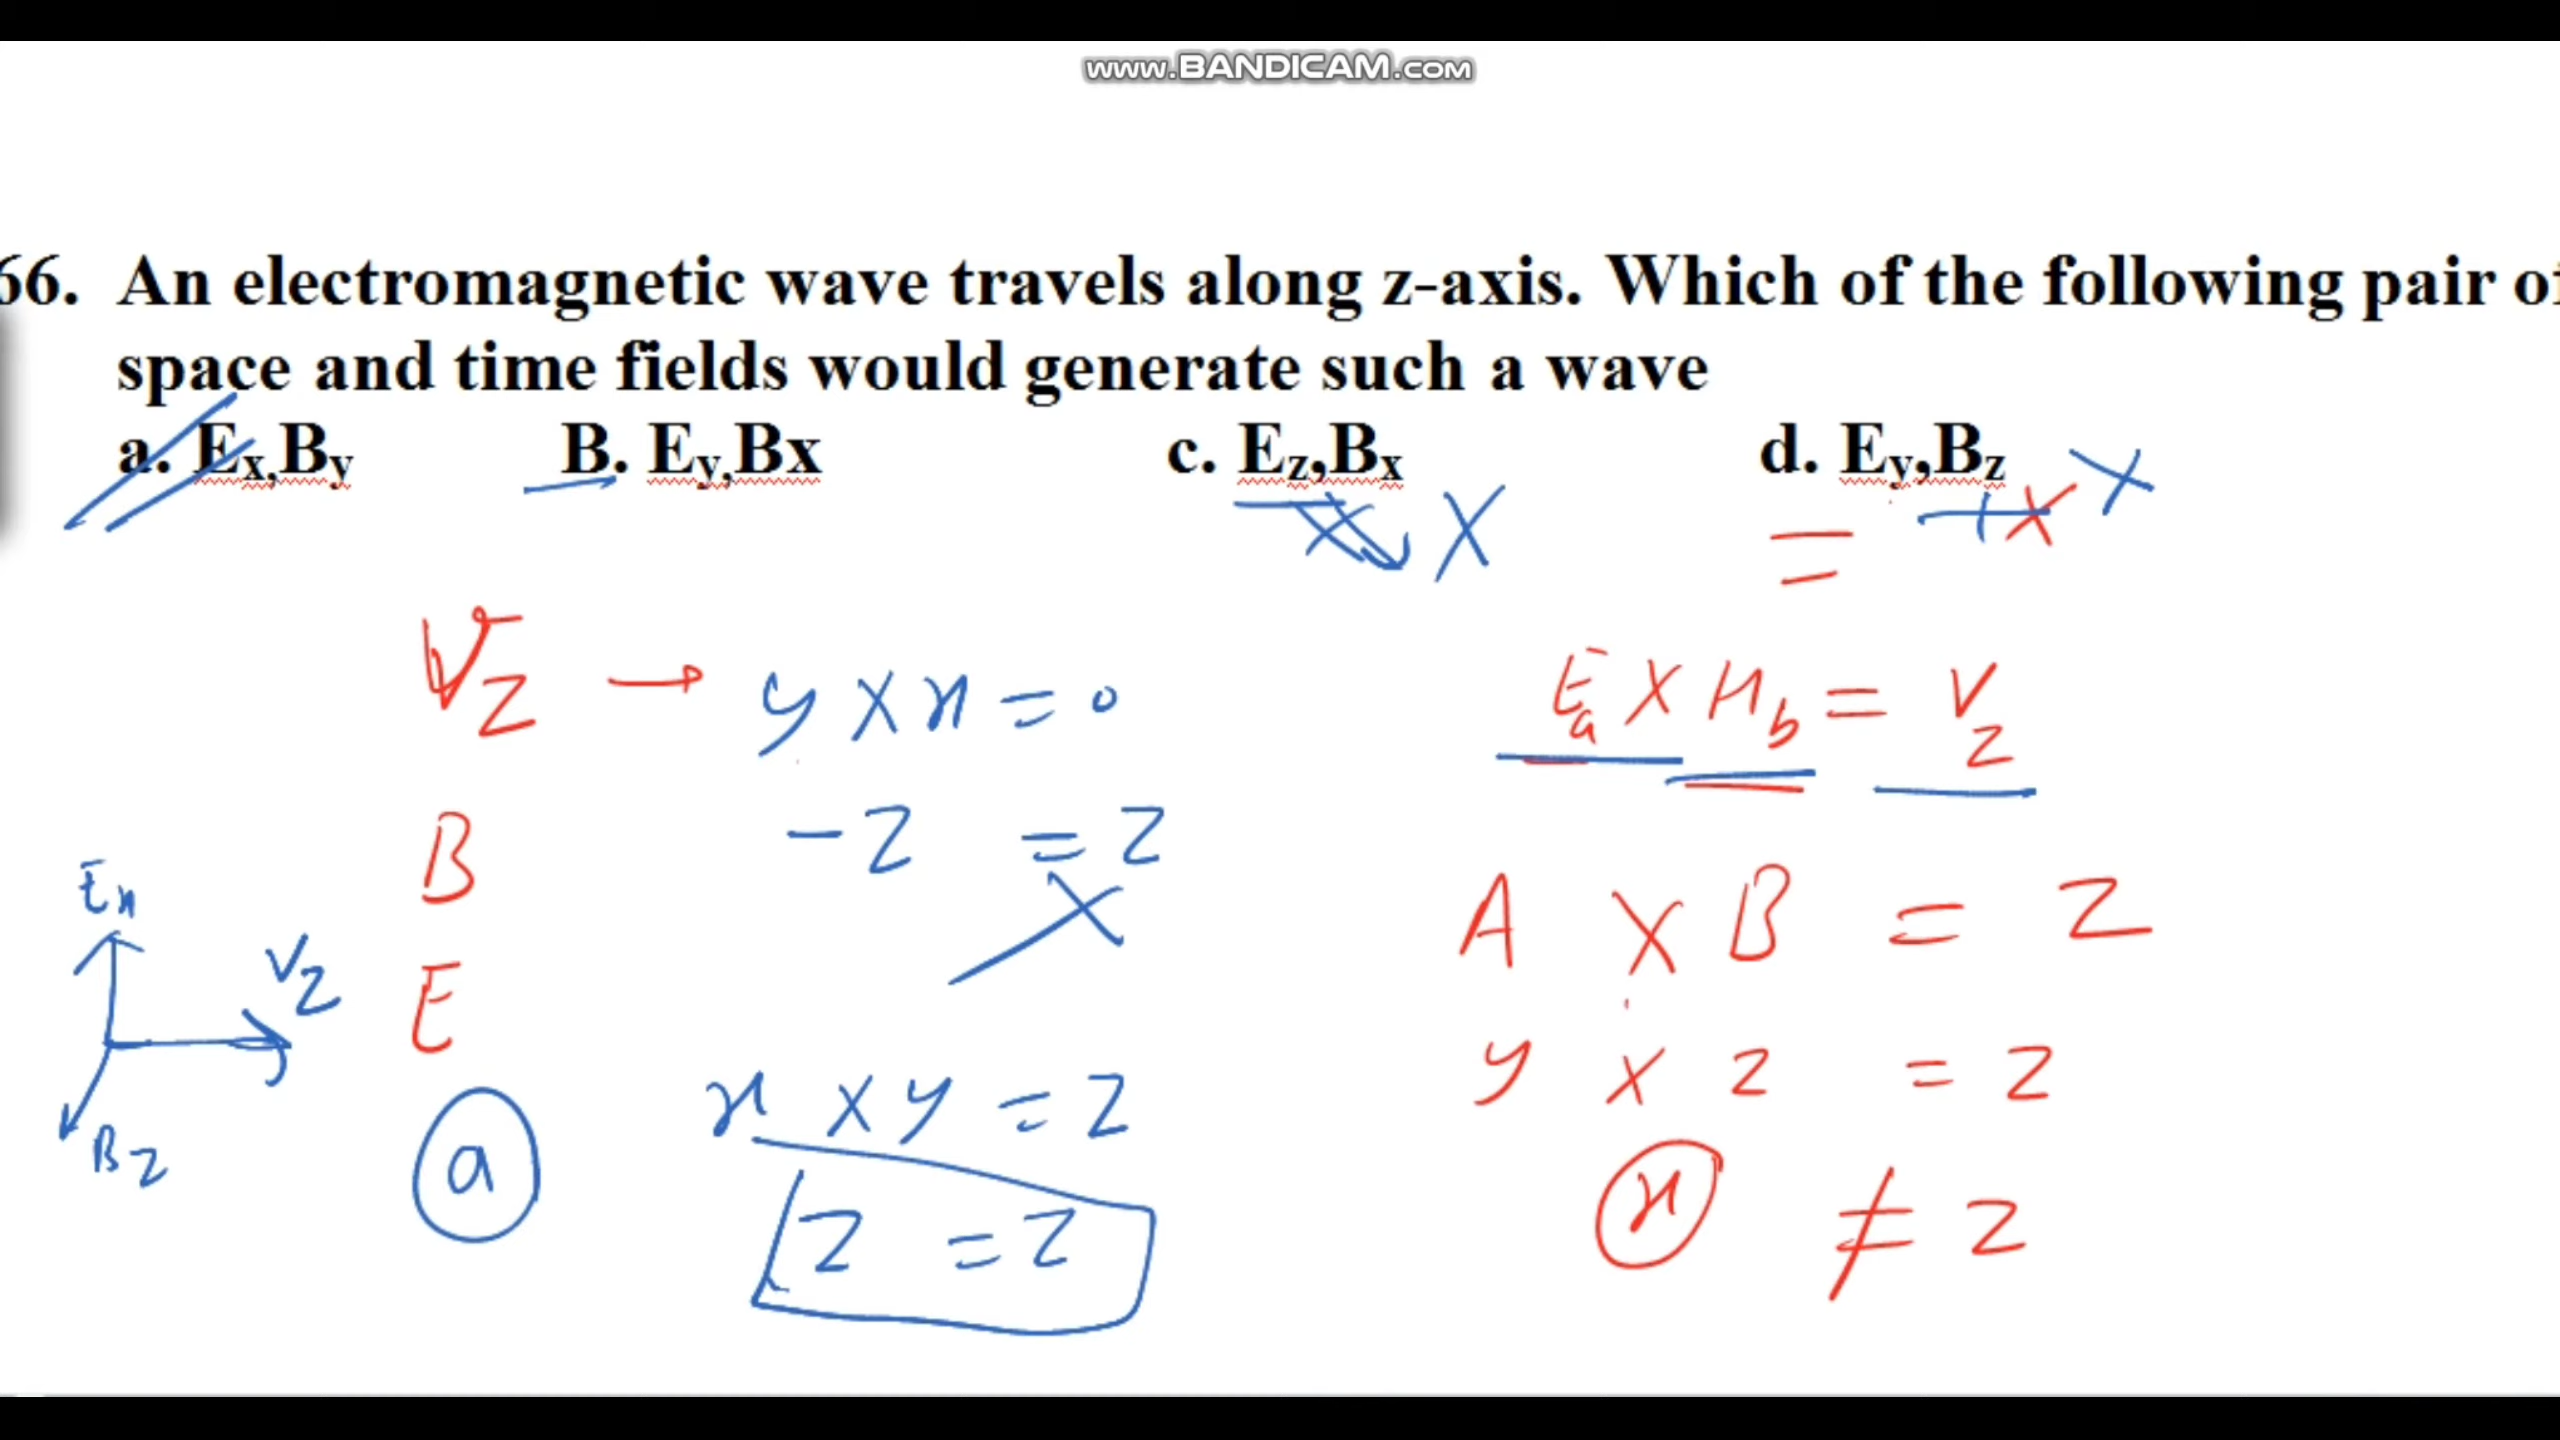 www.BANDICAM.com
66. An electromagnetic wave travels along z-axis. Which of the following pair of
space and time fields would generate such a wave
a. Ex,By B. Ey,Bx c. Ez,Bx d. Ey,Bz
X X X
Vz → y X x = 0
-z = z
X
B
E
a
Ex
Vz
Bz
x x y = z
z = z
=
Ea X Hb = Vz
A X B = Z
y x z = z
x ≠ z